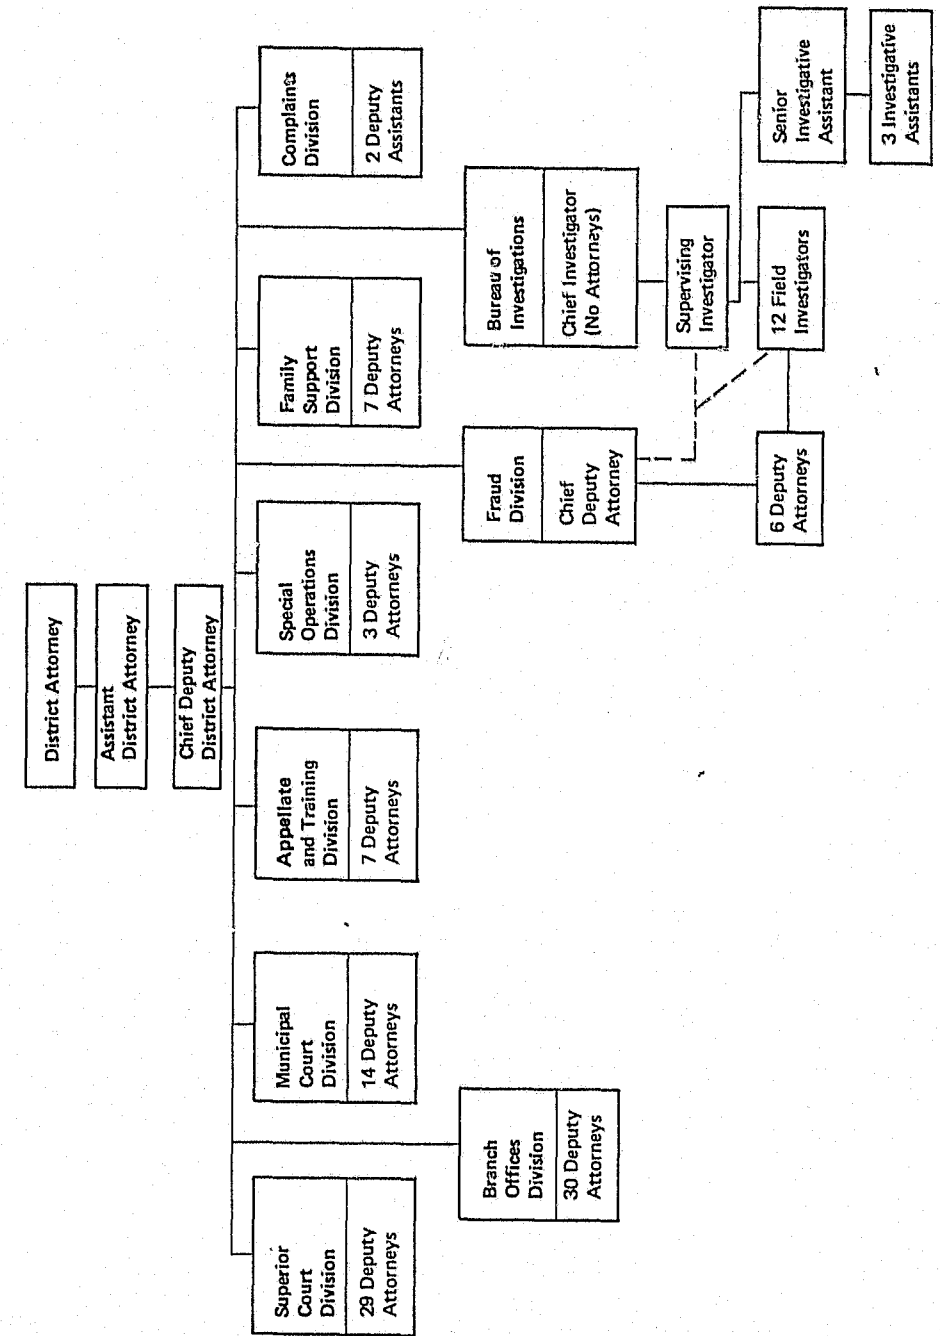 District Attorney
Assistant
District Attorney
Chief Deputy
District Attorney
Superior
Court
Division
29 Deputy
Attorneys
Branch
Offices
Division
30 Deputy
Attorneys
Municipal
Court
Division
14 Deputy
Attorneys
Appellate
and Training
Division
7 Deputy
Attorneys
Special
Operations
Division
3 Deputy
Attorneys
Fraud
Division
Chief
Deputy
Attorney
6 Deputy
Attorneys
Family
Support
Division
7 Deputy
Attorneys
Bureau of
Investigations
Chief Investigator
(No Attorneys)
Supervising
Investigator
12 Field
Investigators
Complaints
Division
2 Deputy
Assistants
Senior
Investigative
Assistant
3 Investigative
Assistants